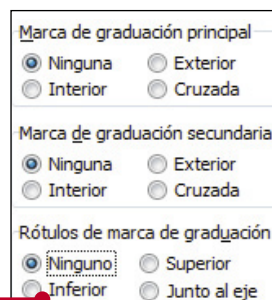 Marca de graduación principal
Ninguna Exterior
Interior Cruzada
Marca de graduación secundaria
Ninguna Exterior
Interior Cruzada
Rótulos de marca de graduación
Ninguno Superior
Inferior Junto al eje